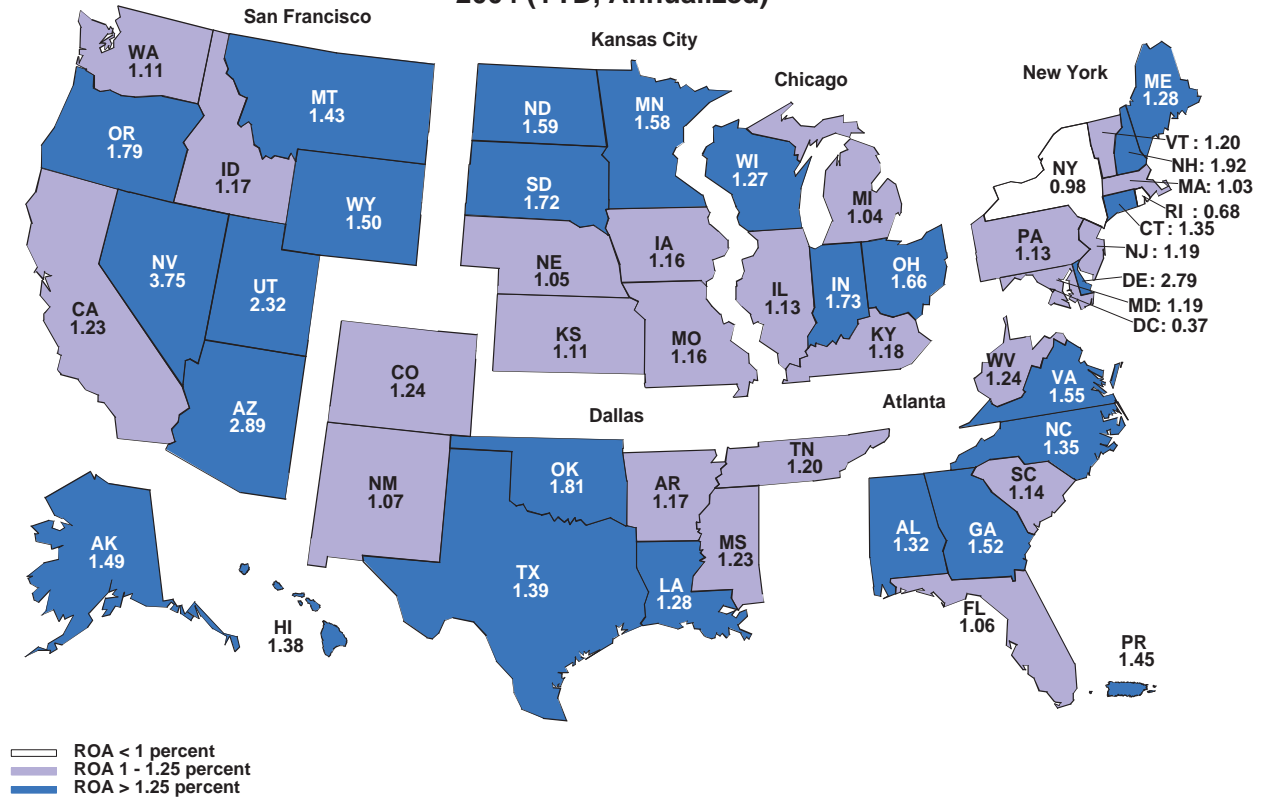 2004 (YTD, Annualized)
San Francisco
Kansas City
Chicago
New York
Dallas
Atlanta
WA
1.11
MT
1.43
OR
1.79
ID
1.17
WY
1.50
NV
3.75
UT
2.32
CA
1.23
AZ
2.89
AK
1.49
HI
1.38
ND
1.59
MN
1.58
SD
1.72
NE
1.05
IA
1.16
KS
1.11
MO
1.16
CO
1.24
NM
1.07
OK
1.81
TX
1.39
AR
1.17
LA
1.28
MS
1.23
TN
1.20
WI
1.27
MI
1.04
IL
1.13
IN
1.73
OH
1.66
KY
1.18
ME
1.28
NY
0.98
VT : 1.20
NH: 1.92
MA: 1.03
RI : 0.68
CT: 1.35
PA
1.13
NJ: 1.19
DE: 2.79
MD: 1.19
DC: 0.37
WV
1.24
VA
1.55
NC
1.35
SC
1.14
AL
1.32
GA
1.52
FL
1.06
PR
1.45
ROA < 1 percent
ROA 1 - 1.25 percent
ROA > 1.25 percent